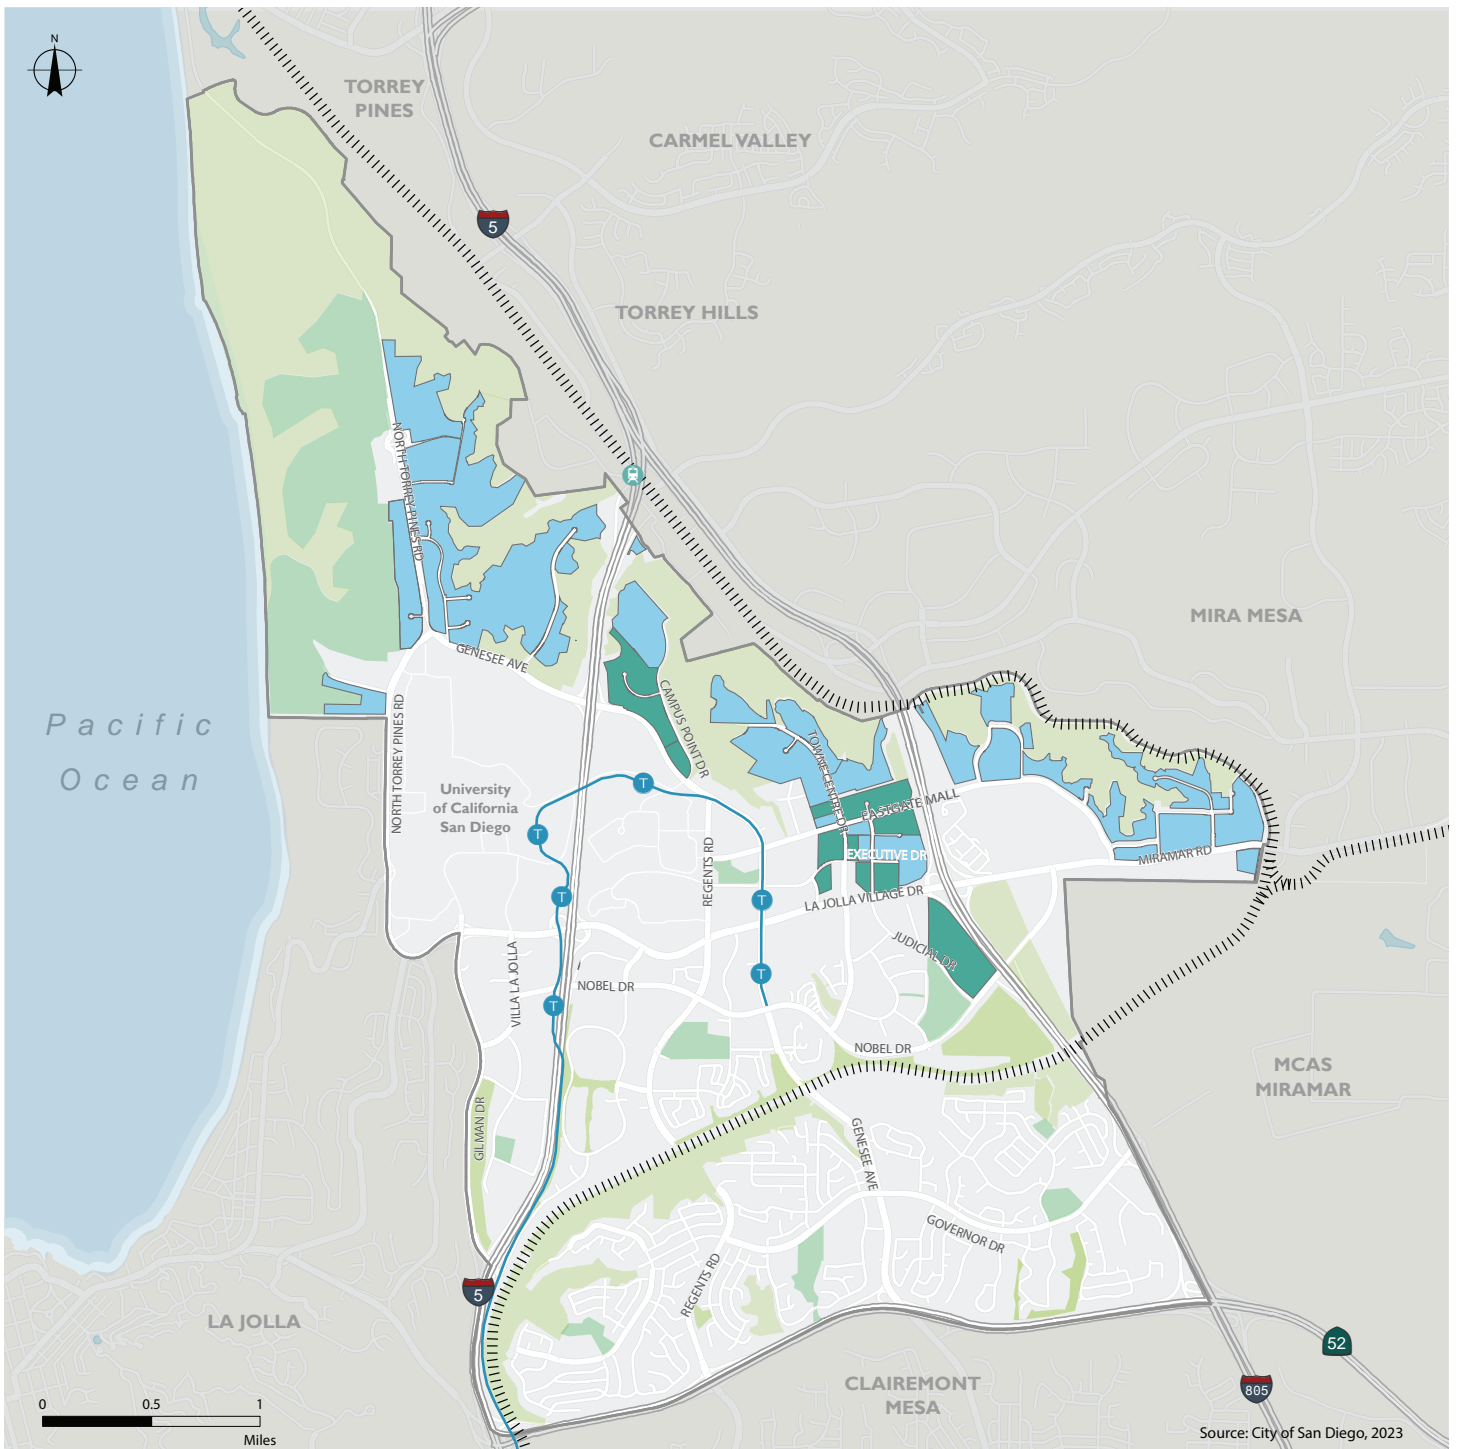 N
TORREY
PINES
CARMEL VALLEY
5
TORREY HILLS
NORTH TORREY PINES RD
MIRA MESA
GENESEE AVE
CAMPUS POINT DR
NORTH TORREY PINES RD
Pacific
Ocean
TOWNE CENTRE DR
University
of California
San Diego
T
T
T
T
T
T
EASTGATE MALL
EXECUTIVE DR
MIRAMAR RD
REGENTS RD
LA JOLLA VILLAGE DR
JUDICIAL DR
VILLA LA JOLLA
NOBEL DR
NOBEL DR
MCAS
MIRAMAR
GILMAN DR
GENESEE AVE
GOVERNOR DR
REGENTS RD
5
LA JOLLA
52
805
CLAIREMONT
MESA
0 0.5 1
Miles
Source: City of San Diego, 2023